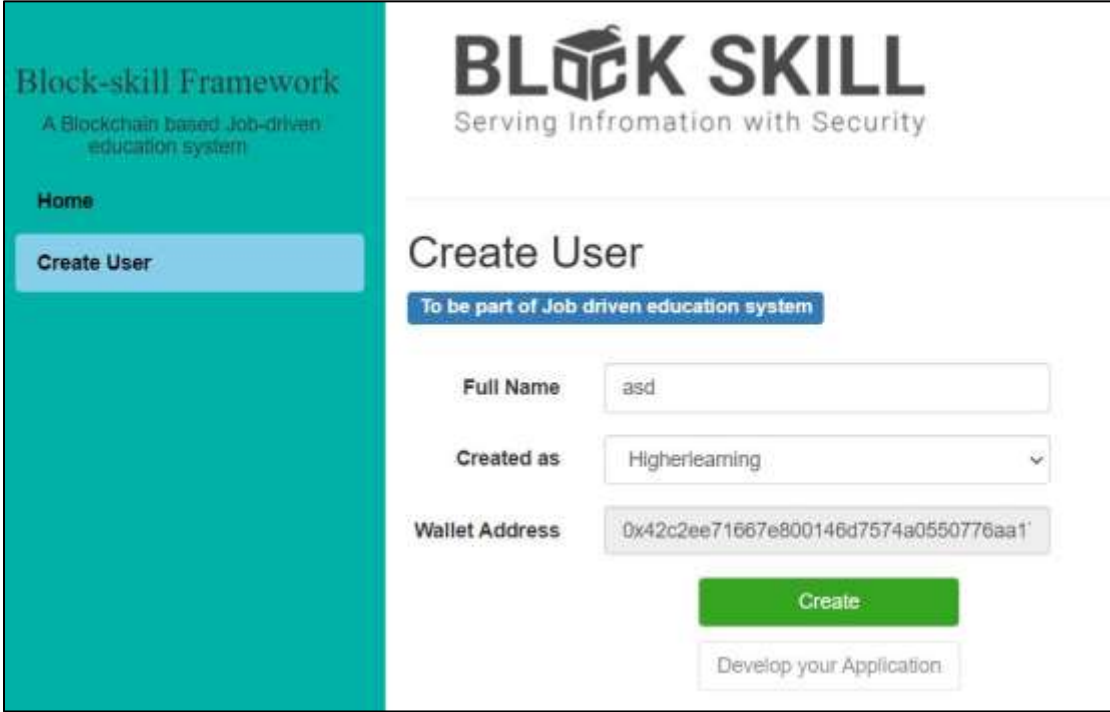 Block-skill Framework
A Blockchain based Job-driven
education system
Home
Create User
BLOCK SKILL
Serving Infromation with Security
Create User
To be part of Job driven education system
Full Name asd
Created as Higherlearning
Wallet Address 0x42c2ee71667e800146d7574a0550776aa1
Create
Develop your Application